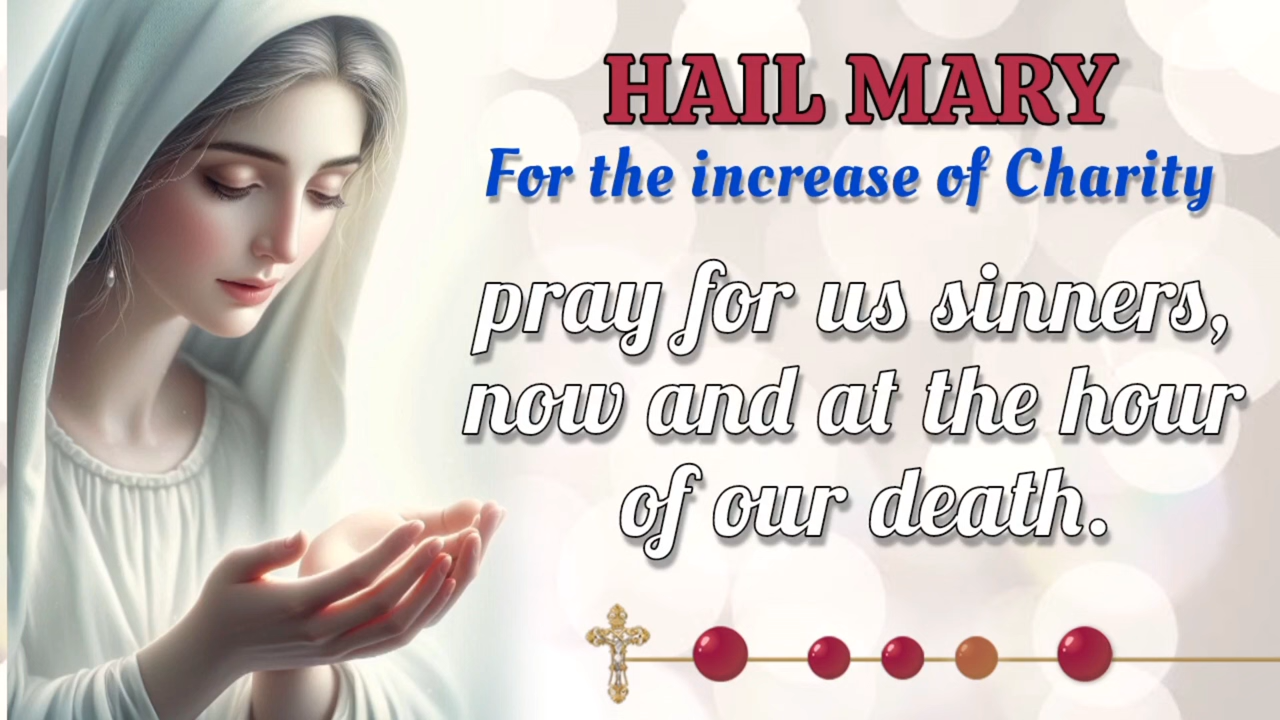 HAIL MARY
For the increase of Charity
pray for us sinners,
now and at the hour
of our death.